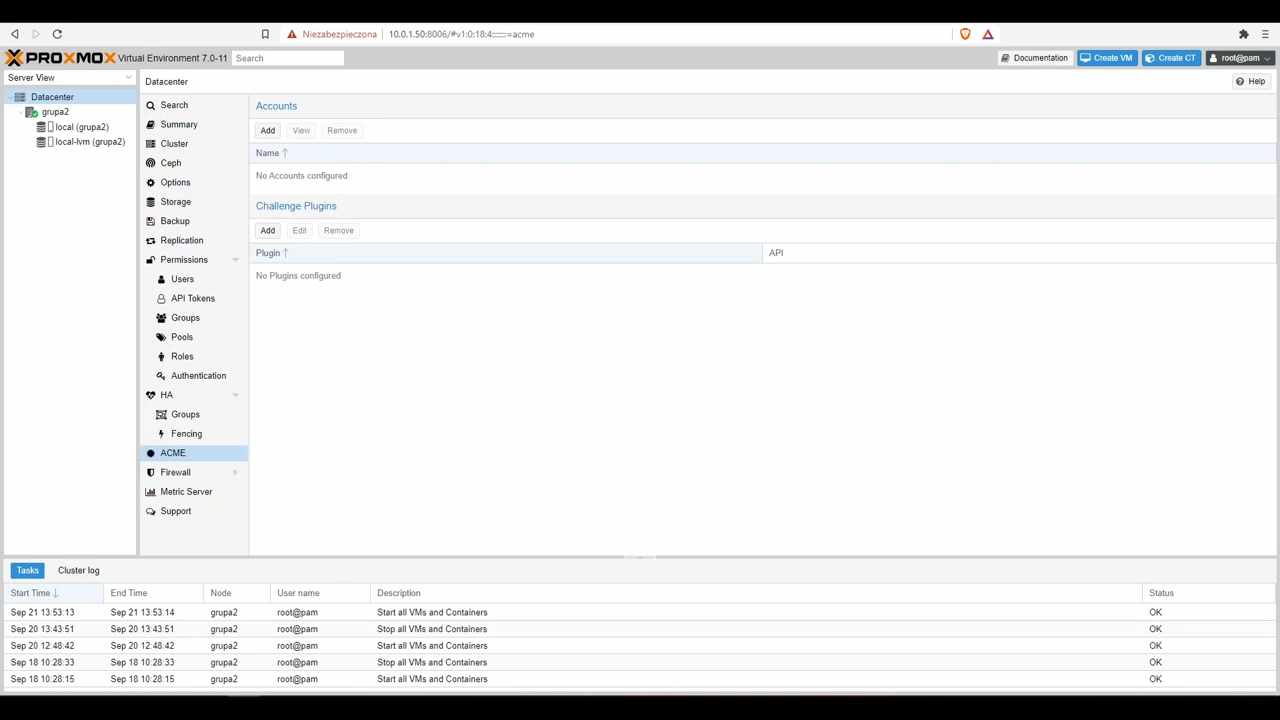 Niezabezpieczona 10.0.1.50:8006/#v1:0:18:4:::::::=acme
PROXMOX Virtual Environment 7.0-11 Search Documentation Create VM Create CT root@pam
Server View Datacenter Help
Datacenter
grupa2
local (grupa2)
local-lvm (grupa2)
Search
Summary
Cluster
Ceph
Options
Storage
Backup
Replication
Permissions
Users
API Tokens
Groups
Pools
Roles
Authentication
HA
Groups
Fencing
ACME
Firewall
Metric Server
Support
Accounts
Add View Remove
Name
No Accounts configured
Challenge Plugins
Add Edit Remove
Plugin API
No Plugins configured
Tasks Cluster log
Start Time End Time Node User name Description Status
Sep 21 13:53:13 Sep 21 13:53:14 grupa2 root@pam Start all VMs and Containers OK
Sep 20 13:43:51 Sep 20 13:43:51 grupa2 root@pam Stop all VMs and Containers OK
Sep 20 12:48:42 Sep 20 12:48:42 grupa2 root@pam Start all VMs and Containers OK
Sep 18 10:28:33 Sep 18 10:28:33 grupa2 root@pam Stop all VMs and Containers OK
Sep 18 10:28:15 Sep 18 10:28:15 grupa2 root@pam Start all VMs and Containers OK